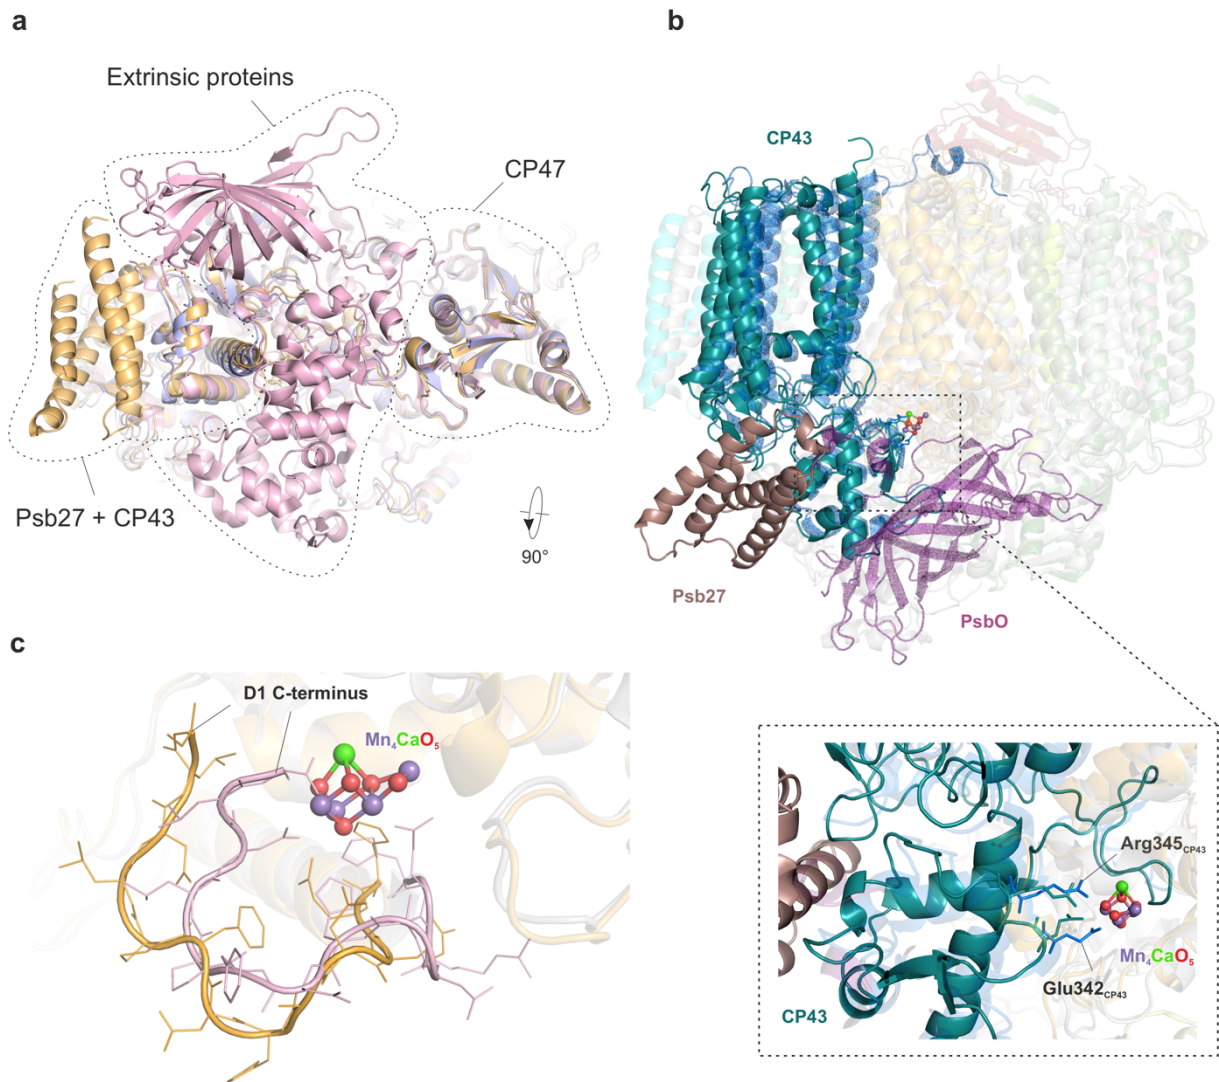 a
Extrinsic proteins
CP47
Psb27 + CP43
90°
b
CP43
Psb27
PsbO
c
D1 C-terminus
Mn₄CaO₅
Arg345CP43
Mn₄CaO₅
Glu342CP43
CP43